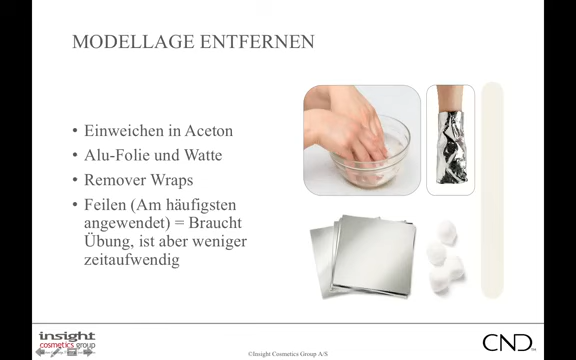 MODELLAGE ENTFERNEN
• Einweichen in Aceton
• Alu-Folie und Watte
• Remover Wraps
• Feilen (Am häufigsten
angewendet) = Braucht
Übung, ist aber weniger
zeitaufwendig
insight
cosmetics group
©Insight Cosmetics Group A/S
CND